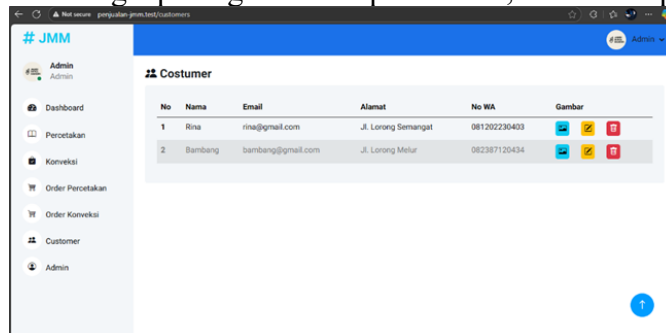 Not secure penjualan-jmm.test/customers
# JMM
Admin
Admin
Admin
Costumer
No Nama Email Alamat No WA Gambar
1 Rina rina@gmail.com Jl. Lorong Semangat 081202230403
2 Bambang bambang@gmail.com Jl. Lorong Melur 082387120434
Dashboard
Percetakan
Konveksi
Order Percetakan
Order Konveksi
Customer
Admin